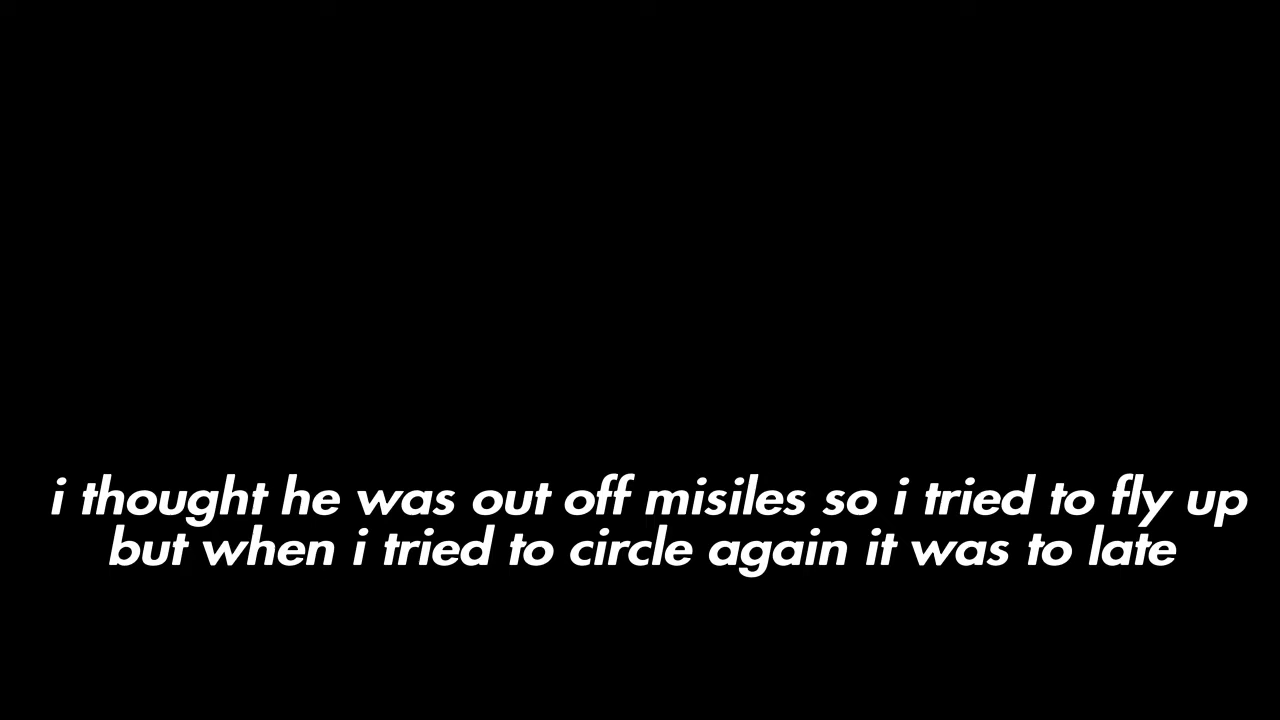 i thought he was out off misiles so i tried to fly up
but when i tried to circle again it was to late